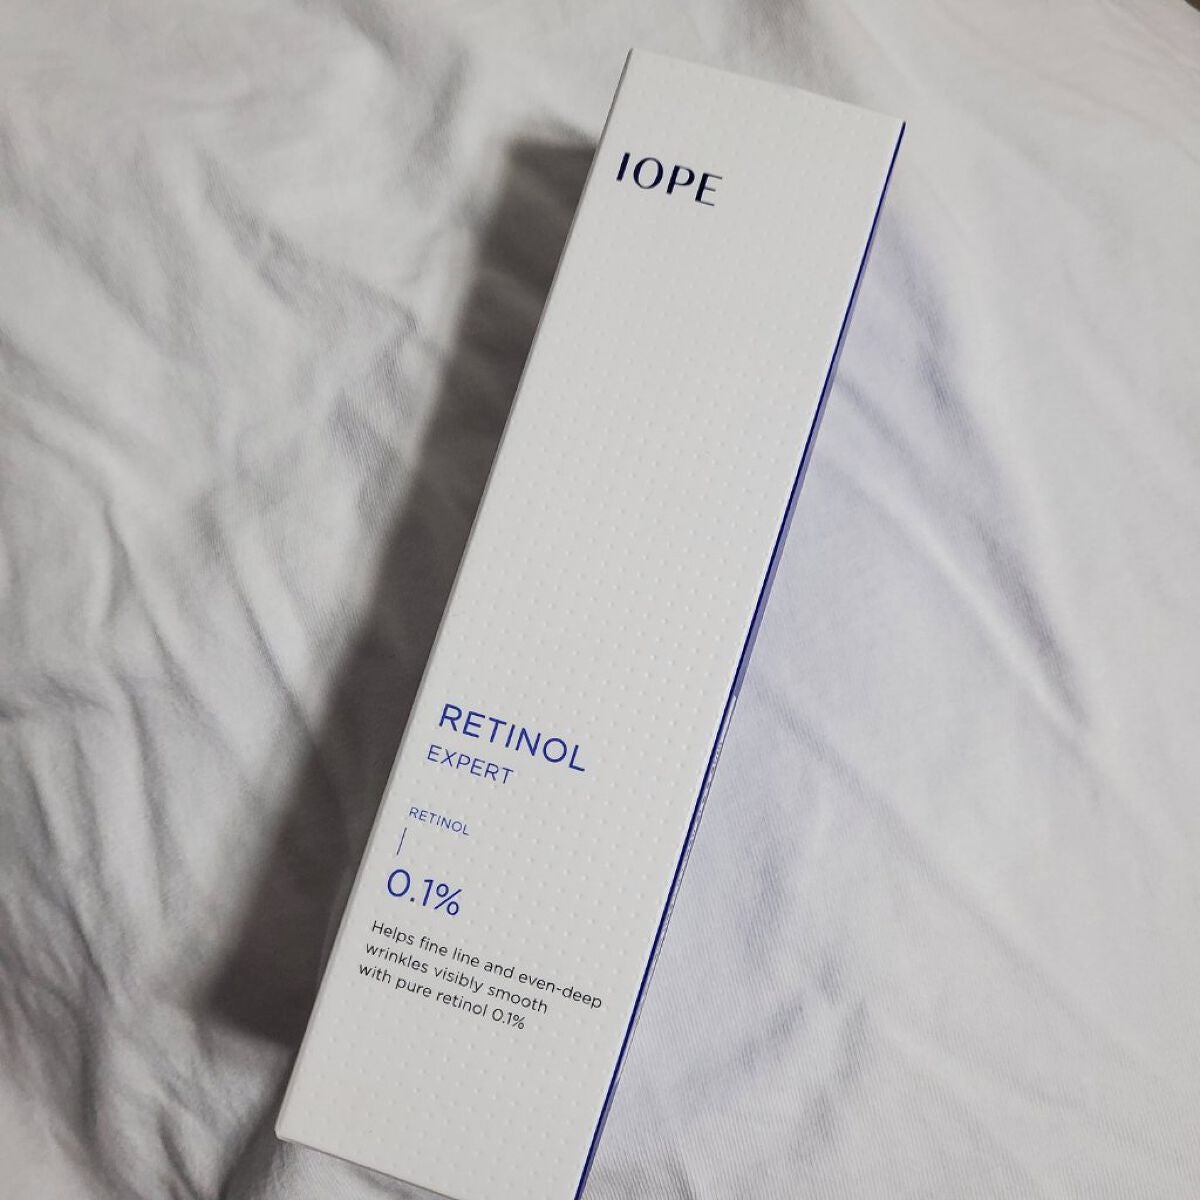 IOPE
RETINOL
EXPERT
RETINOL
0.1%
Helps fine line and even-deep
wrinkles visibly smooth
with pure retinol 0.1%